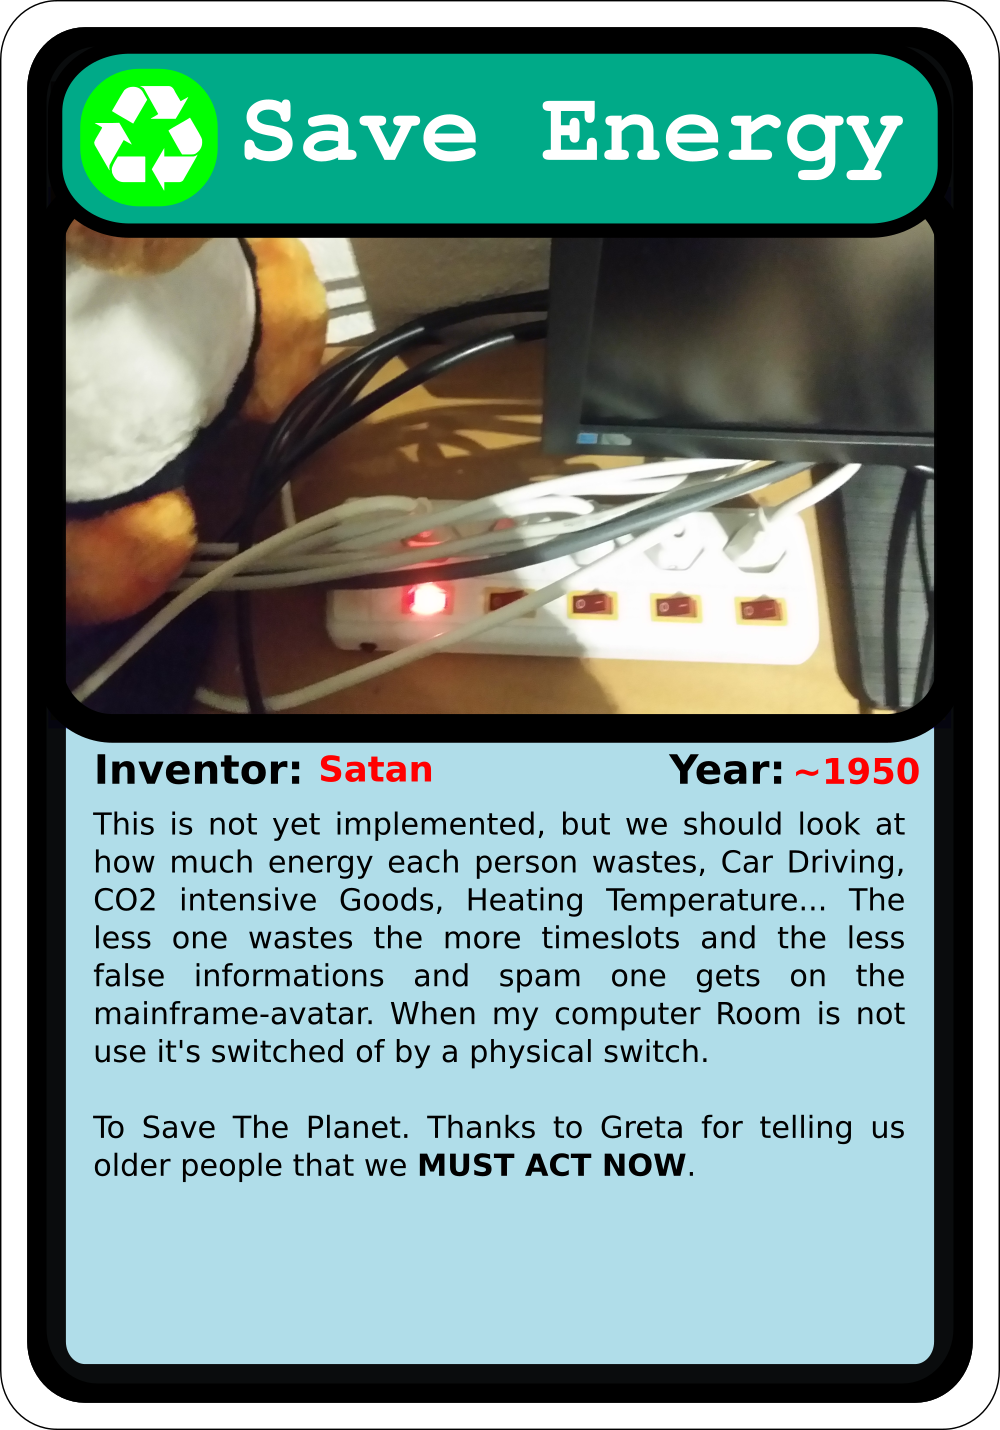 Save Energy
Inventor: Satan Year: ~1950
This is not yet implemented, but we should look at
how much energy each person wastes, Car Driving,
CO2 intensive Goods, Heating Temperature... The
less one wastes the more timeslots and the less
false informations and spam one gets on the
mainframe-avatar. When my computer Room is not
use it's switched of by a physical switch.
To Save The Planet. Thanks to Greta for telling us
older people that we MUST ACT NOW.